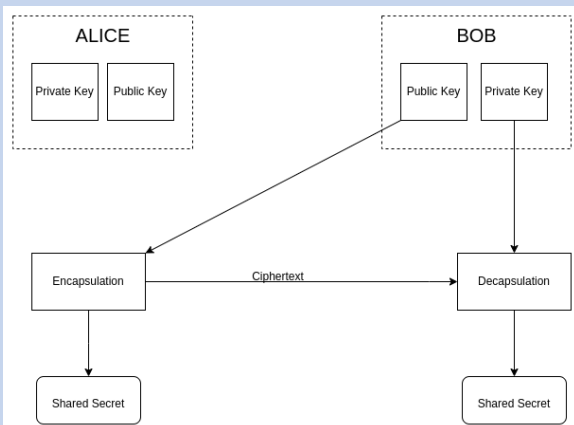 ALICE
BOB
Private Key
Public Key
Public Key
Private Key
Encapsulation
Ciphertext
Decapsulation
Shared Secret
Shared Secret